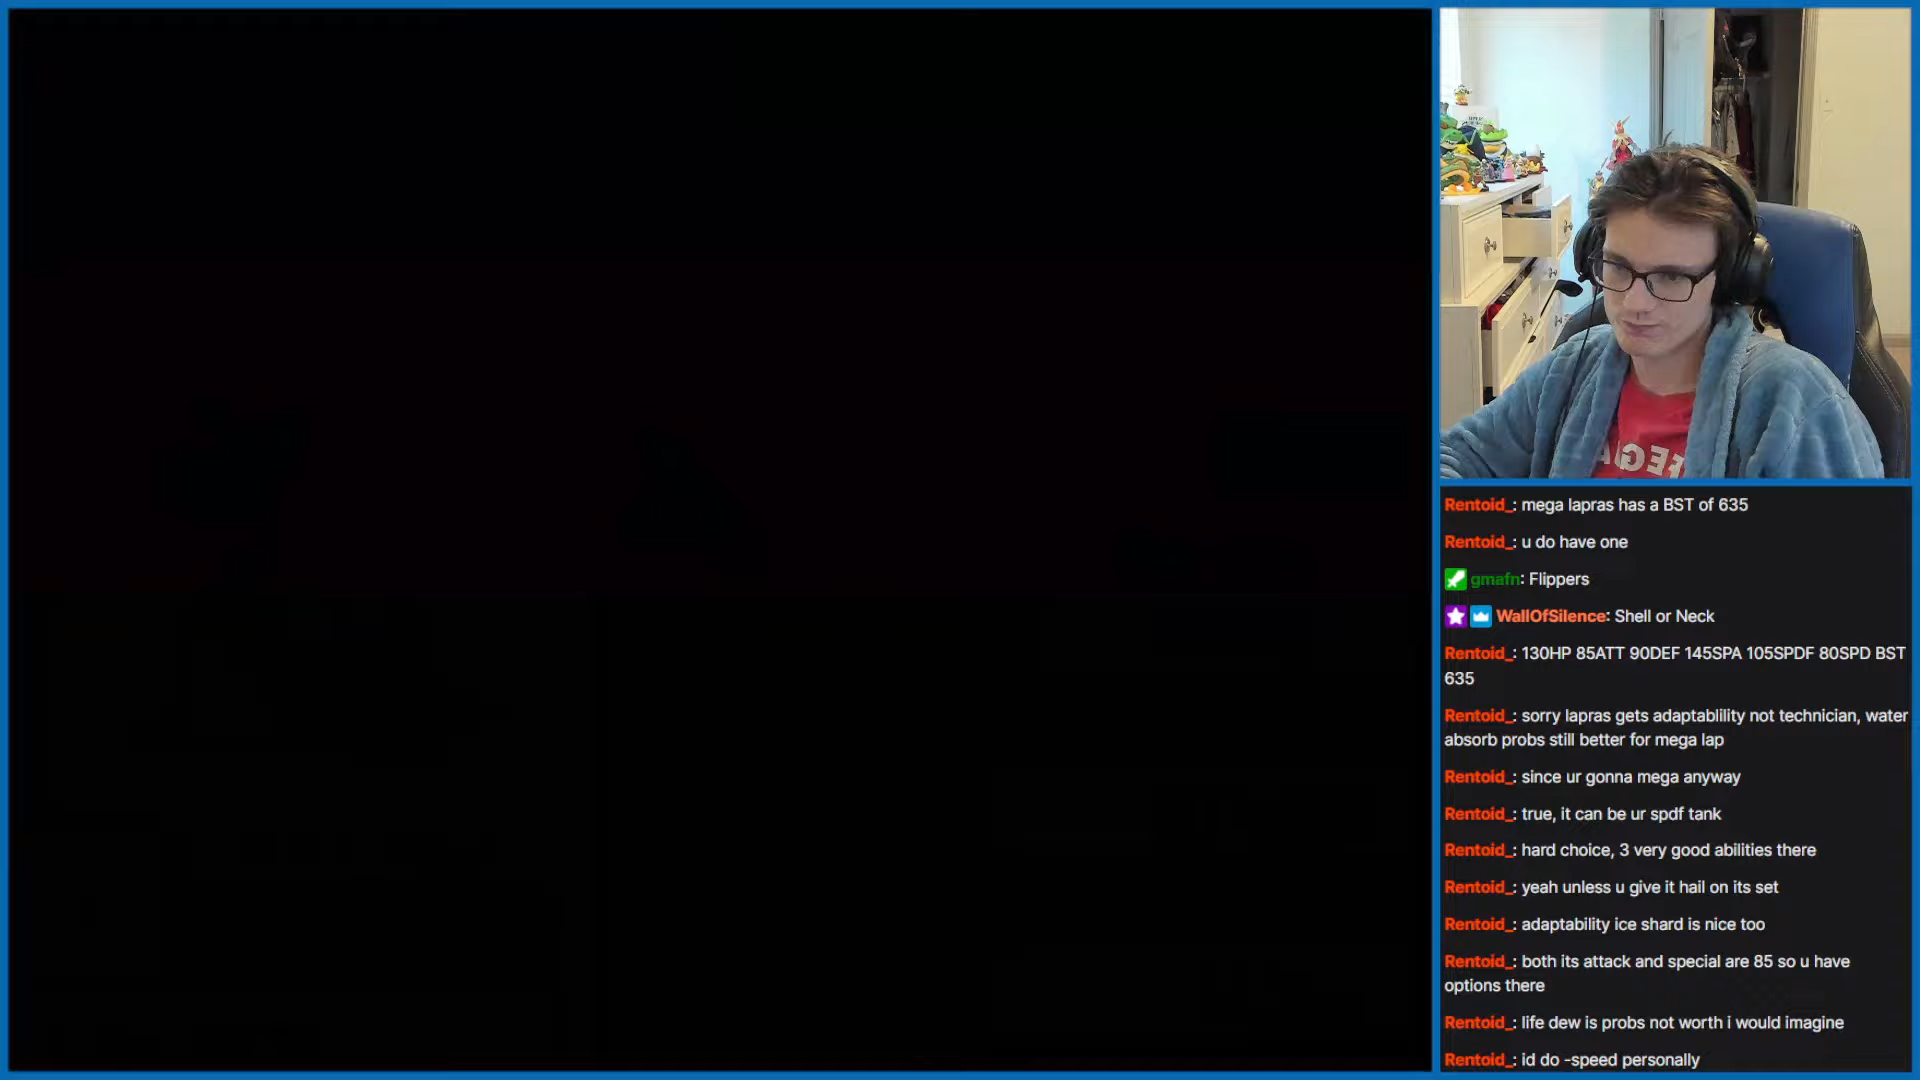 Rentoid_: mega lapras has a BST of 635
Rentoid_: u do have one
gmafn: Flippers
WallOfSilence: Shell or Neck
Rentoid_: 130HP 85ATT 90DEF 145SPA 105SPDF 80SPD BST
635
Rentoid_: sorry lapras gets adaptablility not technician, water
absorb probs still better for mega lap
Rentoid_: since ur gonna mega anyway
Rentoid_: true, it can be ur spdf tank
Rentoid_: hard choice, 3 very good abilities there
Rentoid_: yeah unless u give it hail on its set
Rentoid_: adaptability ice shard is nice too
Rentoid_: both its attack and special are 85 so u have
options there
Rentoid_: life dew is probs not worth i would imagine
Rentoid_: id do -speed personally